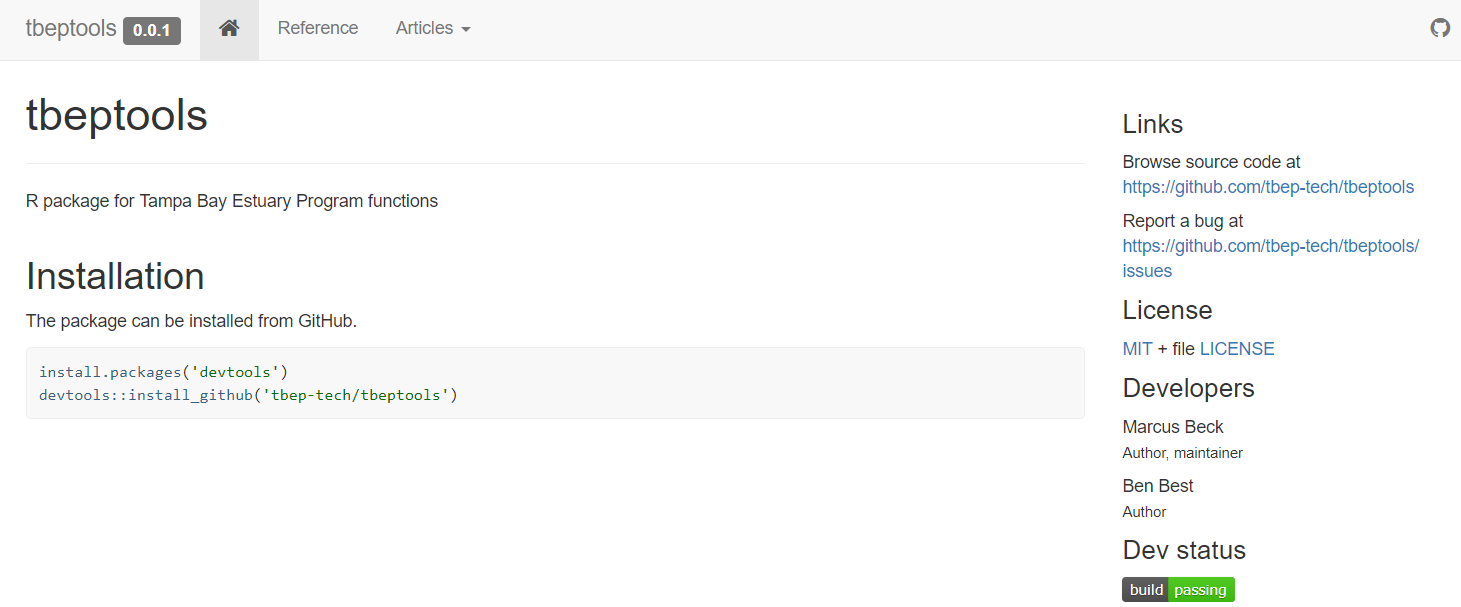 tbeptools 0.0.1 Reference Articles
tbeptools
R package for Tampa Bay Estuary Program functions
Installation
The package can be installed from GitHub.
install.packages('devtools')
devtools::install_github('tbep-tech/tbeptools')
Links
Browse source code at
https://github.com/tbep-tech/tbeptools
Report a bug at
https://github.com/tbep-tech/tbeptools/
issues
License
MIT + file LICENSE
Developers
Marcus Beck
Author, maintainer
Ben Best
Author
Dev status
build passing